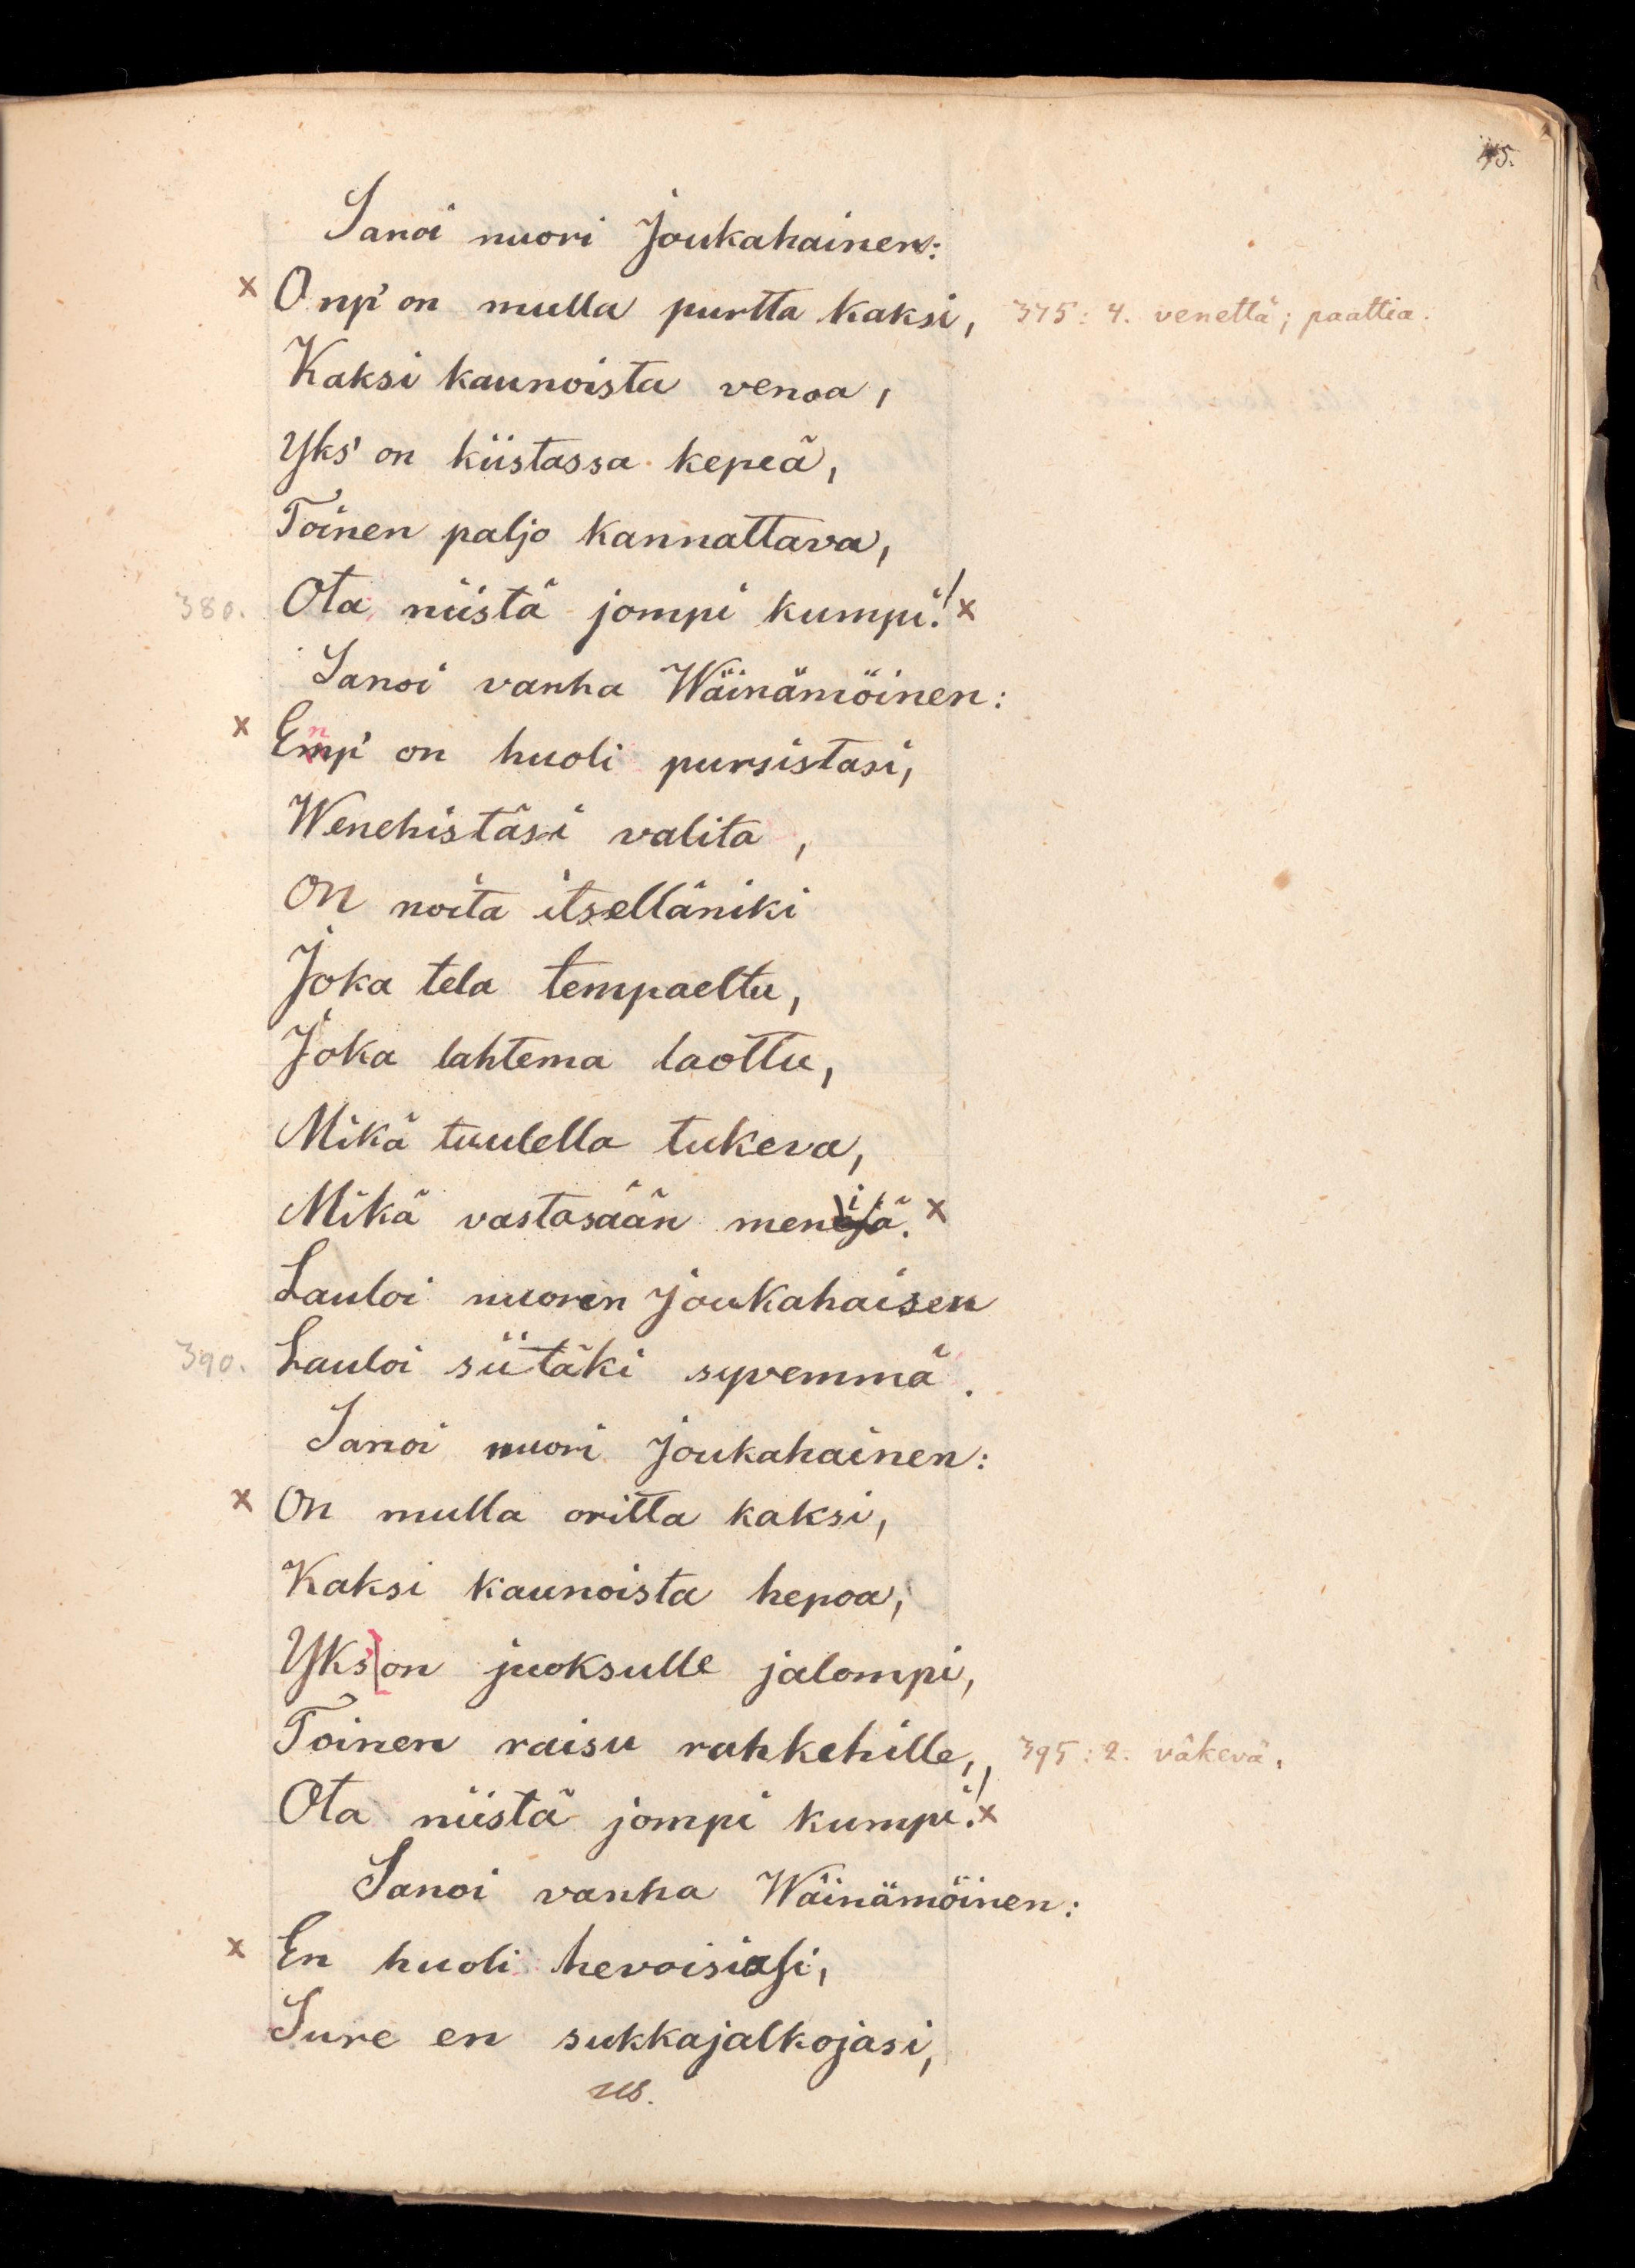 45.
Sanoi nuori Joukahainen:
x Onp' on mulla purtta kaksi, 375: 4. venettä; paattia.
Kaksi kaunoista venoa,
Yks' on kiistassa kepeä,
Toinen paljo kannattava,
380. Ota niistä jompi kumpi! x
Sanoi vanha Wäinämöinen:
x Enp' on huoli pursistasi,
Wenehistäsi valita,
On noita itselläniki
Joka tela tempaeltu,
Joka lahtema laottu,
Mikä tuulella tukeva,
Mikä vastasään meniä. x
Lauloi nuoren Joukahaisen
390. Lauloi siitäki syvemmä.
Sanoi nuori Joukahainen:
x On mulla oritta kaksi,
Kaksi kaunoista hepoa,
Yks' on juoksulle jalompi,
Toinen raisu rahkehille, 395: 2. väkevä.
Ota niistä jompi kumpi! x
Sanoi vanha Wäinämöinen:
x En huoli hevoisiasi,
Sure en sukkajalkojasi,